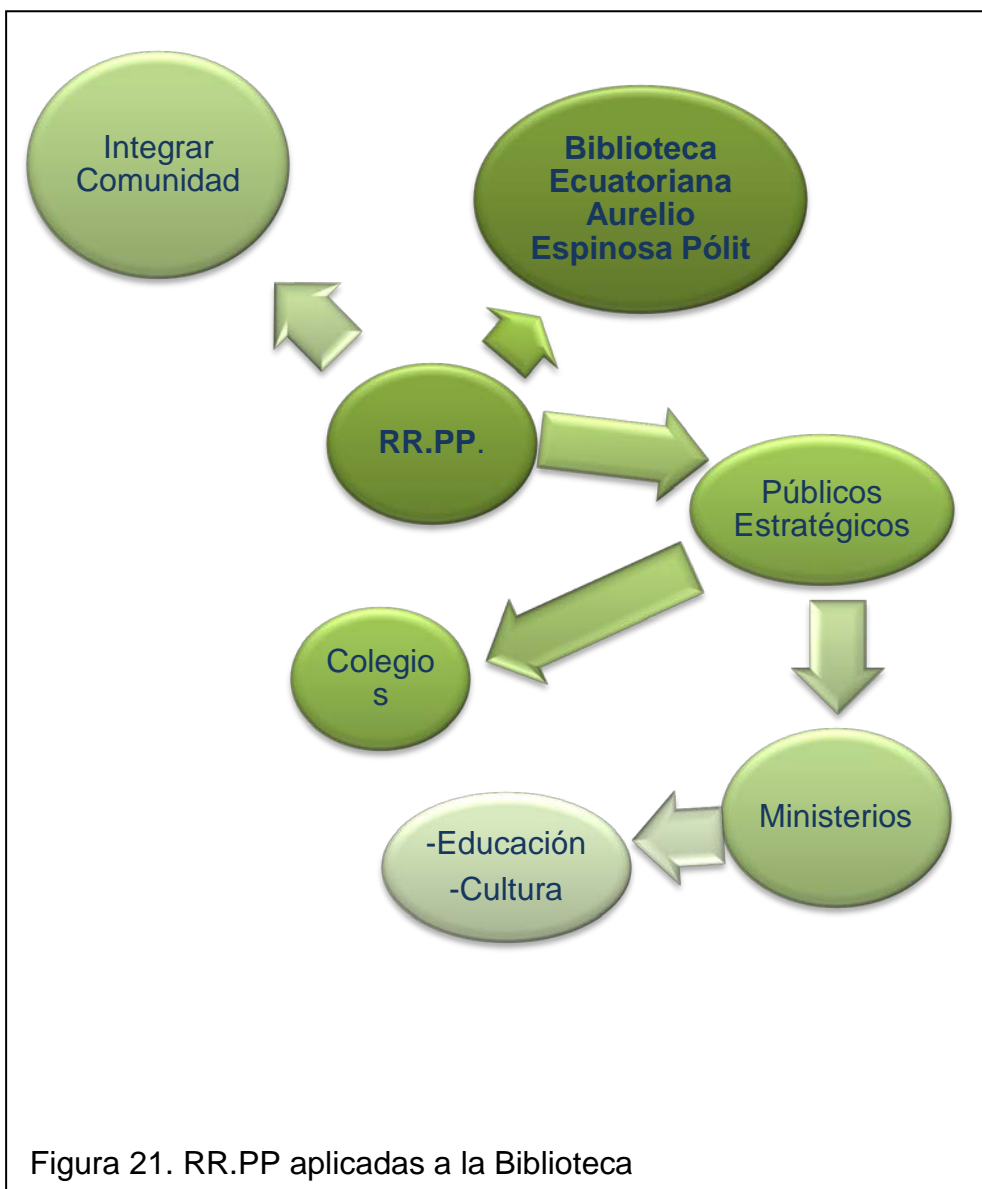 Integrar
Comunidad
Biblioteca
Ecuatoriana
Aurelio
Espinosa Pólit
RR.PP.
Públicos
Estratégicos
Colegio
s
Ministerios
-Educación
-Cultura
Figura 21. RR.PP aplicadas a la Biblioteca